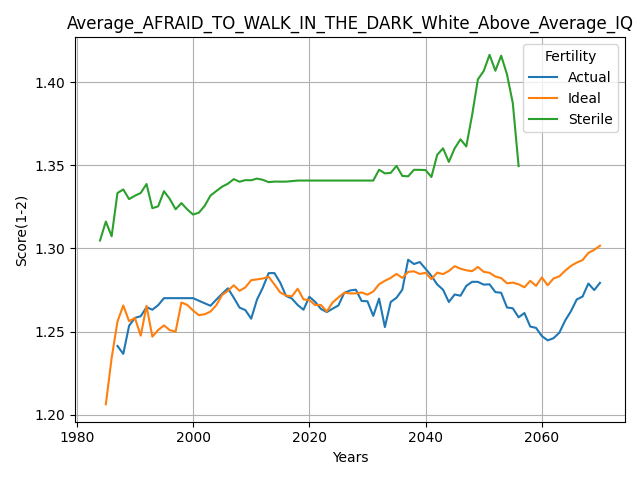 Average_AFRAID_TO_WALK_IN_THE_DARK_White_Above_Average_IQ
Fertility
Actual
Ideal
Sterile
1.40
1.35
1.30
1.25
1.20
Score(1-2)
1980
2000
2020
2040
2060
Years